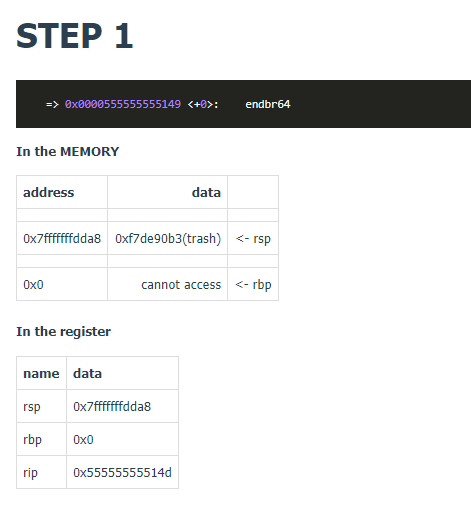 STEP 1
=> 0x0000555555555149 <+0>: endbr64
In the MEMORY
address data
0x7fffffffdda8 0xf7de90b3(trash) <- rsp
0x0 cannot access <- rbp
In the register
name data
rsp 0x7fffffffdda8
rbp 0x0
rip 0x55555555514d